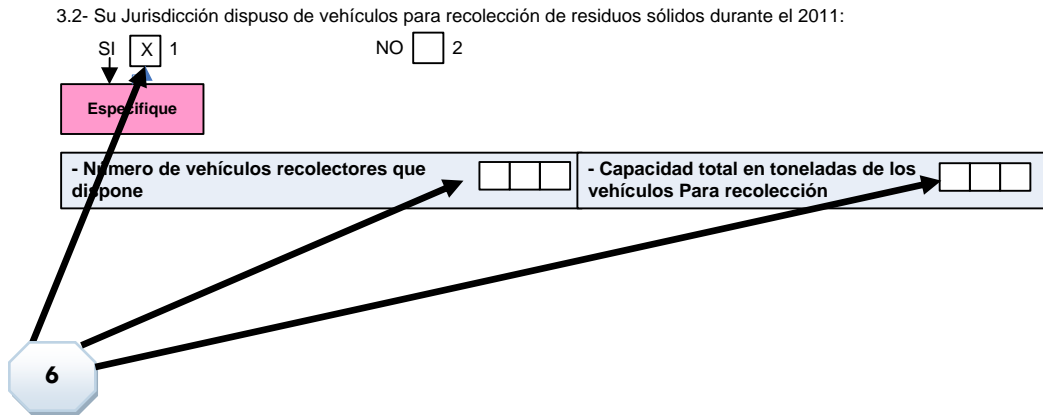 3.2- Su Jurisdicción dispuso de vehículos para recolección de residuos sólidos durante el 2011:
SI X 1 NO 2
Especifique
- Número de vehículos recolectores que
dispone
- Capacidad total en toneladas de los
vehículos Para recolección
6